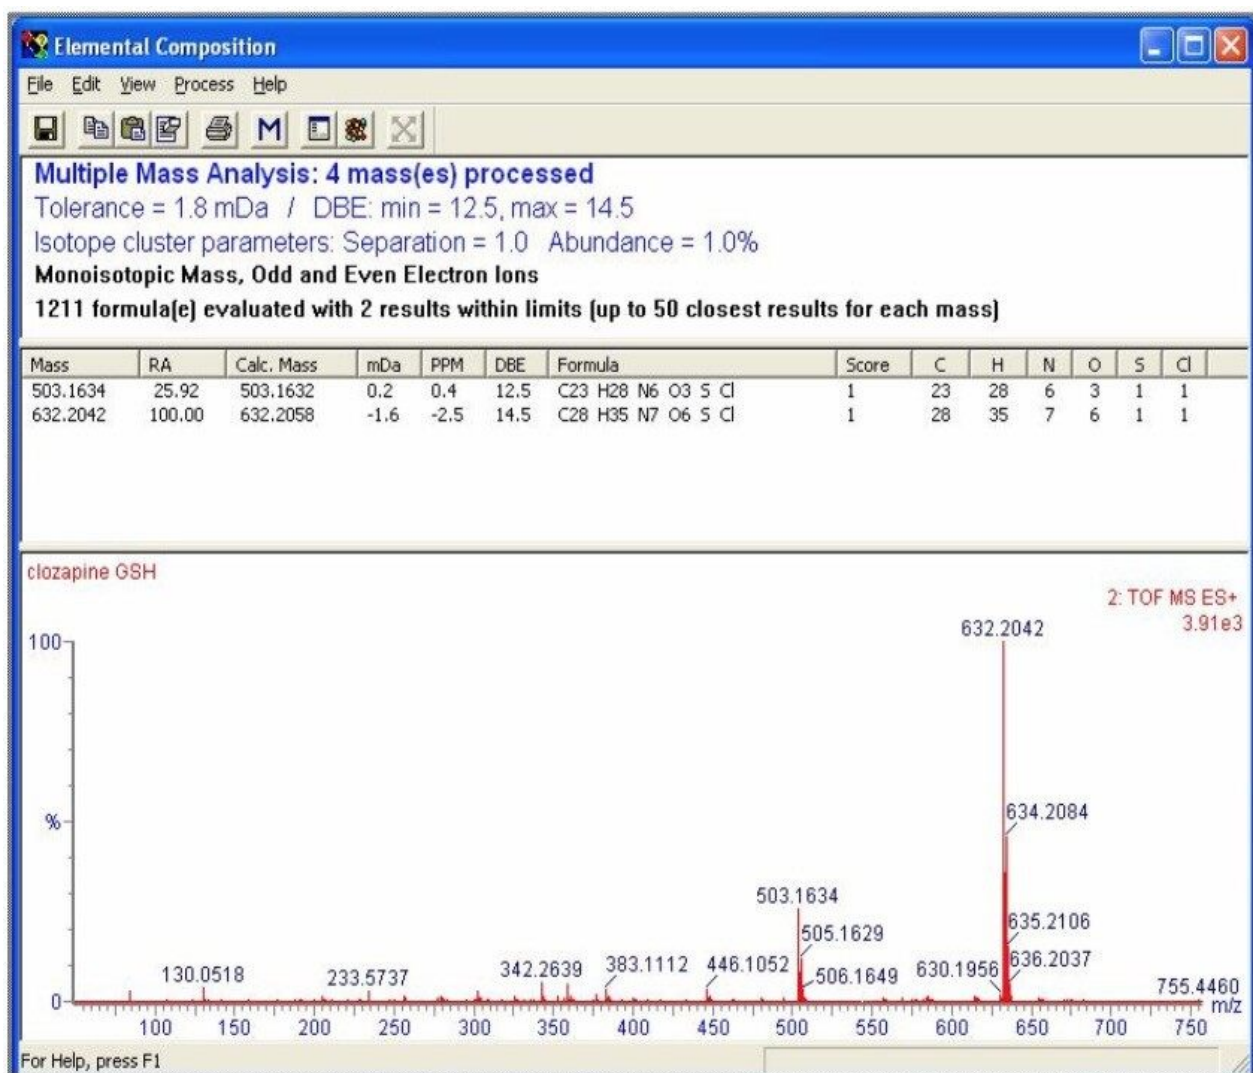 Elemental Composition
File Edit View Process Help
M
Multiple Mass Analysis: 4 mass(es) processed
Tolerance = 1.8 mDa / DBE: min = 12.5, max = 14.5
Isotope cluster parameters: Separation = 1.0 Abundance = 1.0%
Monoisotopic Mass, Odd and Even Electron Ions
1211 formula(e) evaluated with 2 results within limits (up to 50 closest results for each mass)
Mass RA Calc. Mass mDa PPM DBE Formula Score C H N O S Cl
503.1634 25.92 503.1632 0.2 0.4 12.5 C23 H28 N6 O3 S Cl 1 23 28 6 3 1 1
632.2042 100.00 632.2058 -1.6 -2.5 14.5 C28 H35 N7 O6 S Cl 1 28 35 7 6 1 1
clozapine GSH
2: TOF MS ES+
3.91e3
632.2042
100
634.2084
%
503.1634
635.2106
505.1629
130.0518 233.5737 342.2639 383.1112 446.1052 506.1649 630.1956 636.2037
755.4460
0
m/z
100 150 200 250 300 350 400 450 500 550 600 650 700 750
For Help, press F1